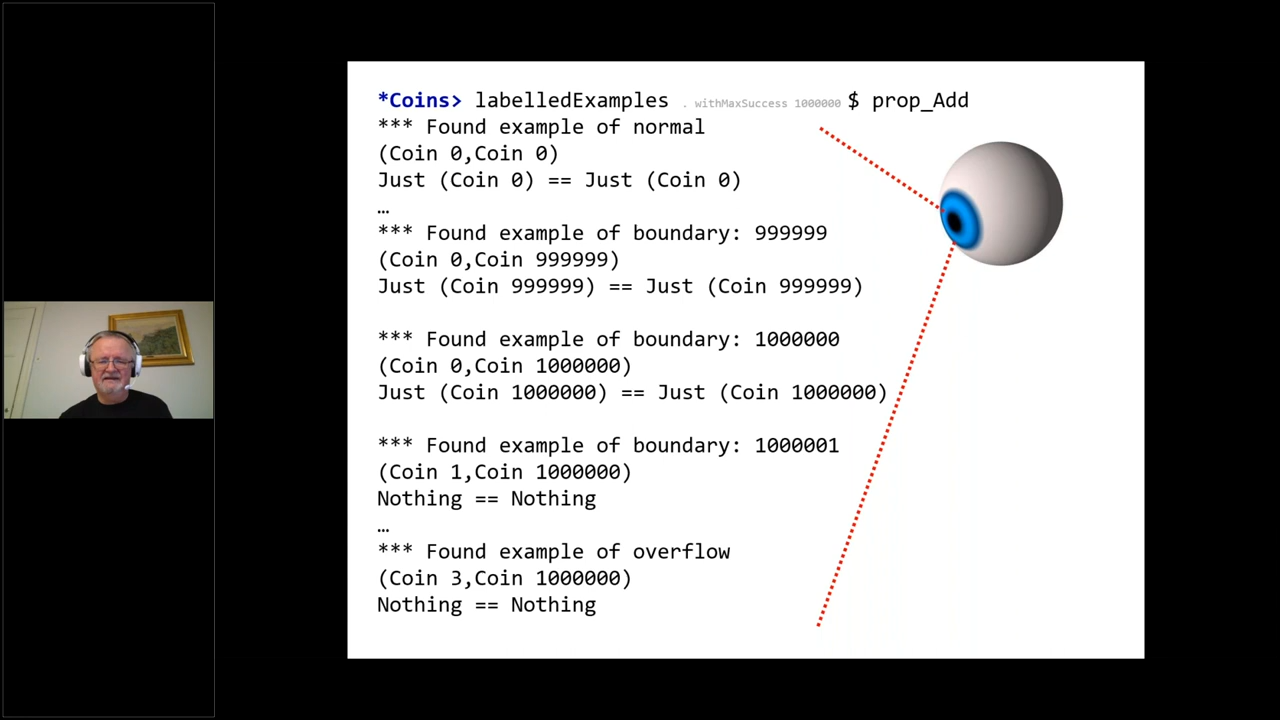 *Coins> labelledExamples . withMaxSuccess 1000000 $ prop_Add
*** Found example of normal
(Coin 0,Coin 0)
Just (Coin 0) == Just (Coin 0)
…
*** Found example of boundary: 999999
(Coin 0,Coin 999999)
Just (Coin 999999) == Just (Coin 999999)
*** Found example of boundary: 1000000
(Coin 0,Coin 1000000)
Just (Coin 1000000) == Just (Coin 1000000)
*** Found example of boundary: 1000001
(Coin 1,Coin 1000000)
Nothing == Nothing
…
*** Found example of overflow
(Coin 3,Coin 1000000)
Nothing == Nothing